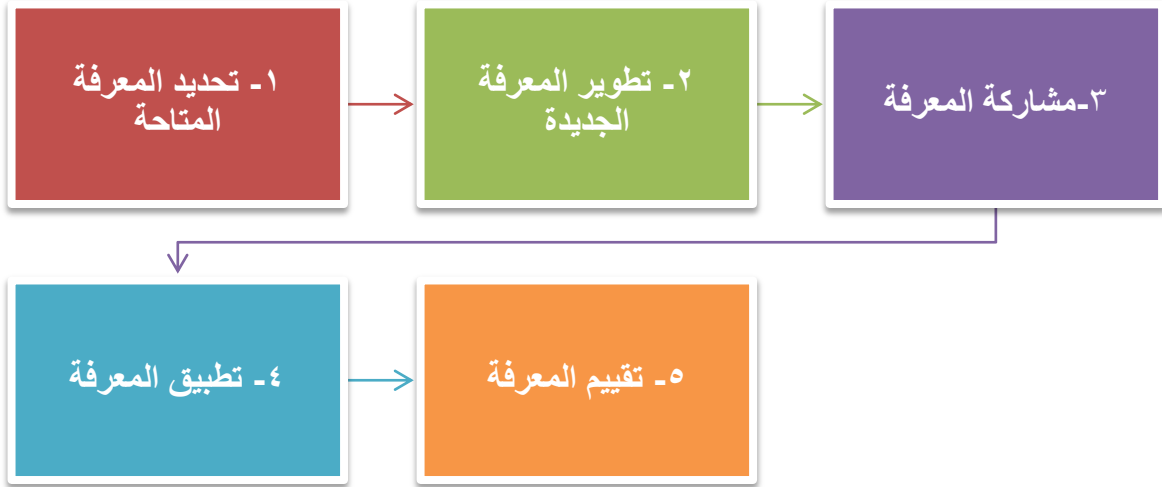 ١- تحديد المعرفة
المتاحة
٢- تطوير المعرفة
الجديدة
٣-مشاركة المعرفة
٤- تطبيق المعرفة
٥- تقييم المعرفة